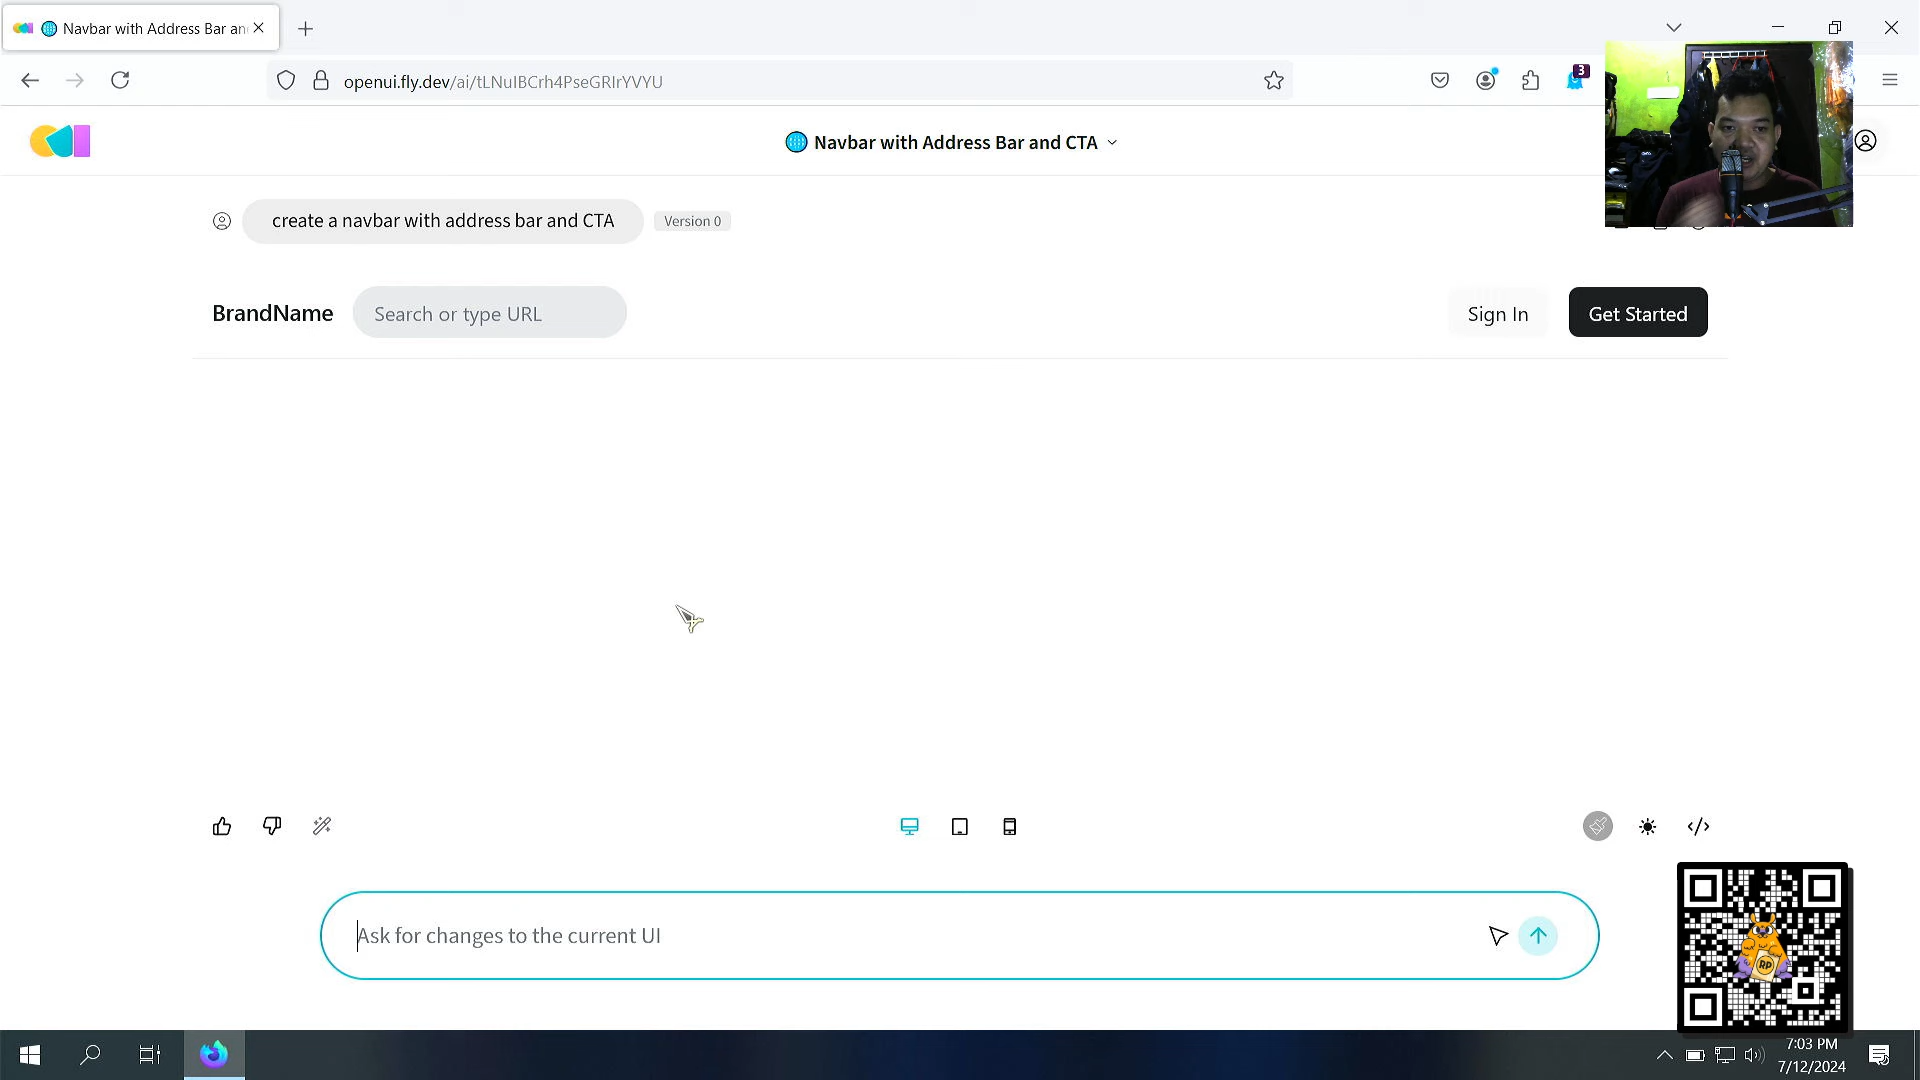 Navbar with Address Bar an
openui.fly.dev/ai/tLNuIBCrh4PseGRIrYVYU
3
Navbar with Address Bar and CTA
create a navbar with address bar and CTA
Version 0
BrandName
Search or type URL
Sign In
Get Started
Ask for changes to the current UI
RP
7:03 PM
7/12/2024